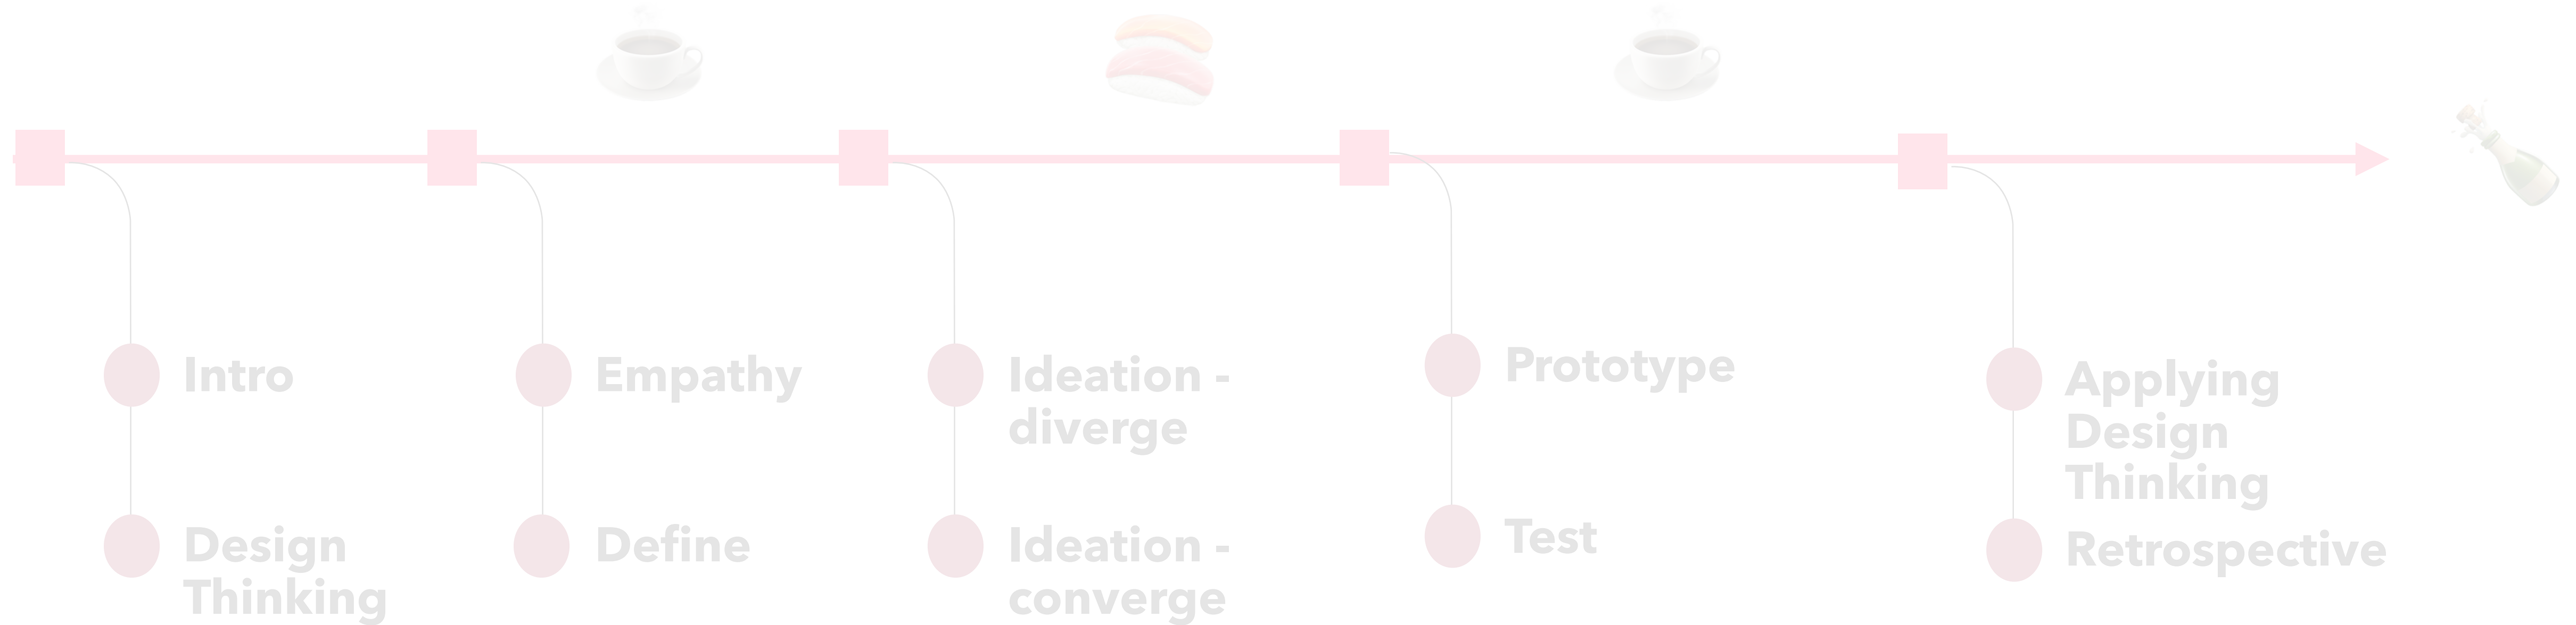 Intro
Design
Thinking
Empathy
Define
Ideation -
diverge
Ideation -
converge
Prototype
Test
Applying
Design
Thinking
Retrospective